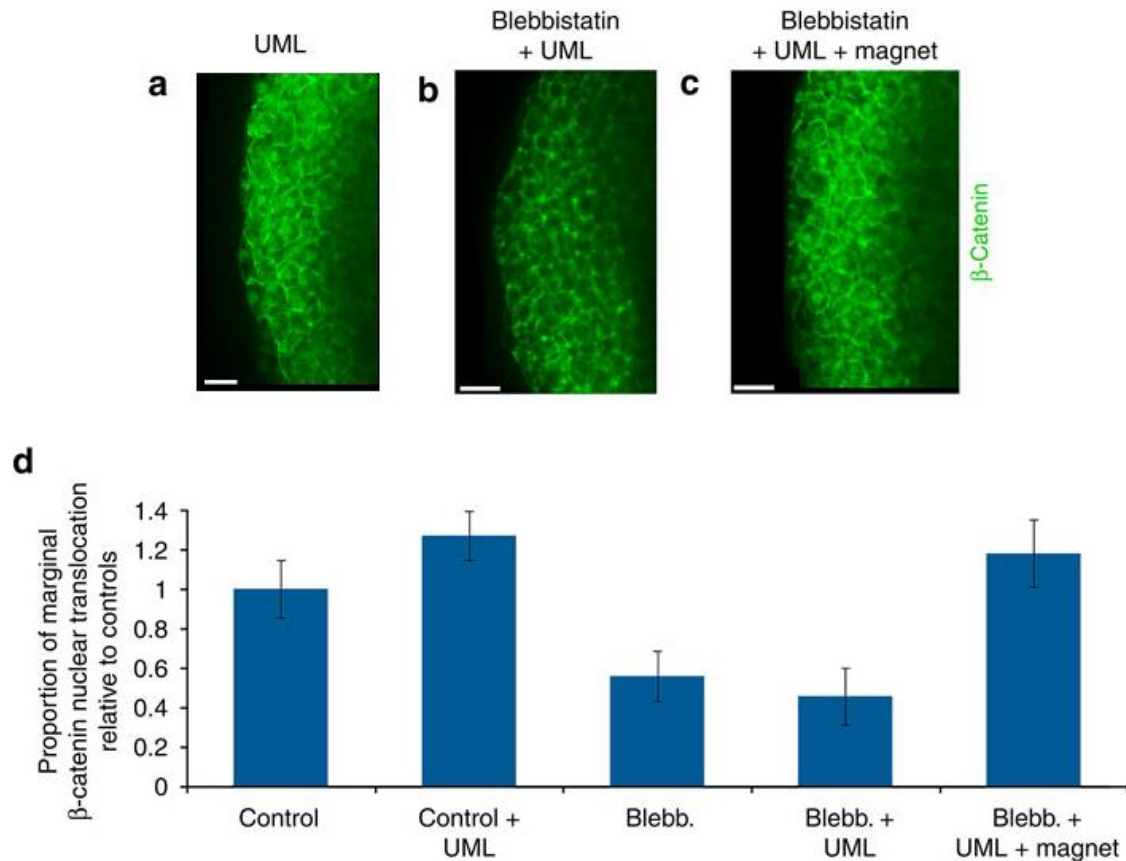 UML
Blebbistatin
+ UML
Blebbistatin
+ UML + magnet
a
b
c
β-Catenin
d
Proportion of marginal
β-catenin nuclear translocation
relative to controls
1.4
1.2
1
0.8
0.6
0.4
0.2
0
Control
Control +
UML
Blebb.
Blebb. +
UML
Blebb. +
UML + magnet